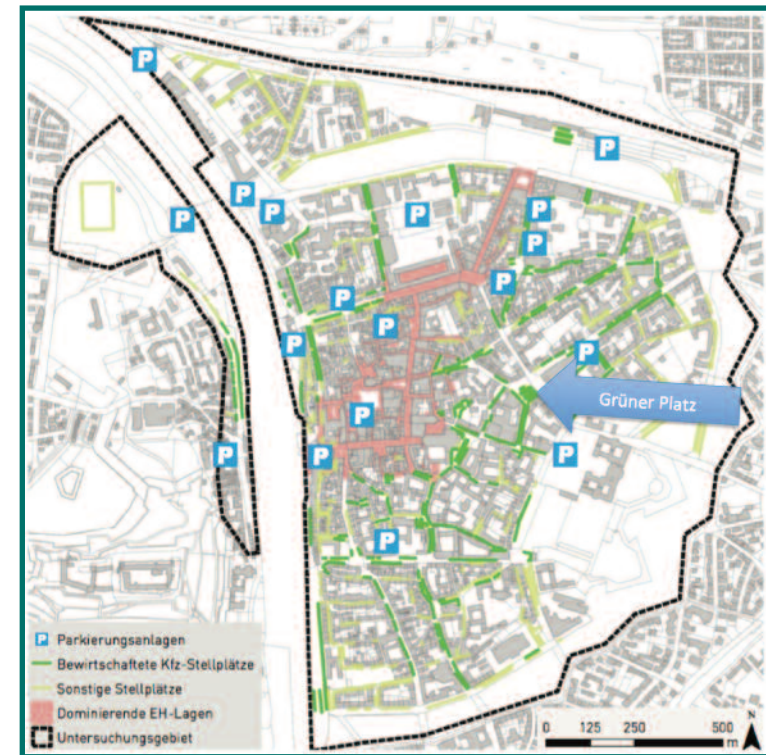 P
P
P
P
P
P
P
P
P
P
P
P
P
Grüner Platz
P
P
P
P
P
P Parkierungsanlagen
Bewirtschaftete Kfz-Stellplätze
Sonstige Stellplätze
Dominierende EH-Lagen
Untersuchungsgebiet
N
0 125 250 500
m